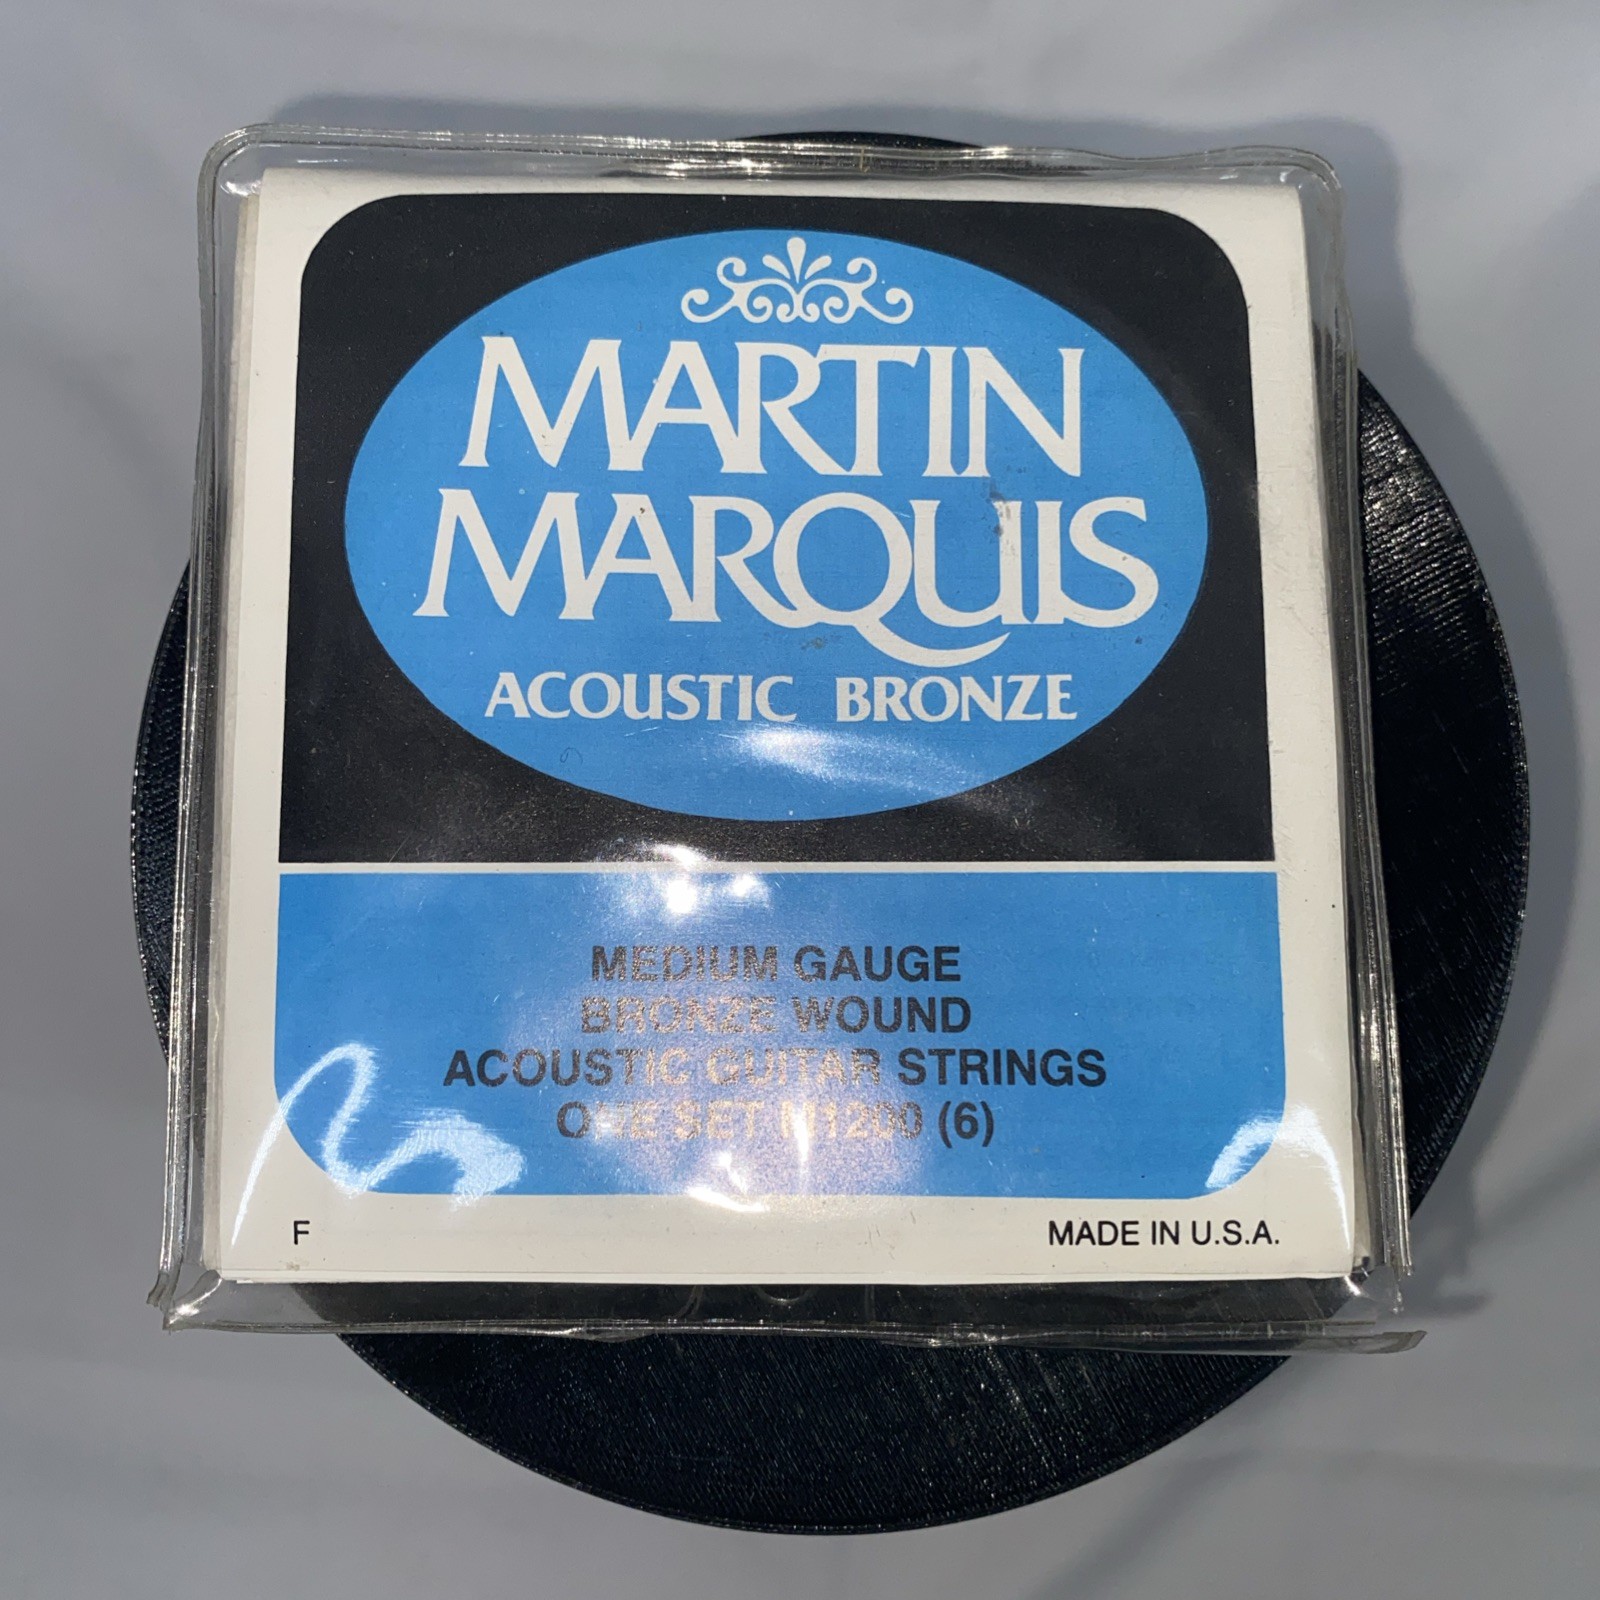 MARTIN
MARQUIS
ACOUSTIC BRONZE
MEDIUM GAUGE
BRONZE WOUND
ACOUSTIC GUITAR STRINGS
ONE SET M1200 (6)
F
MADE IN U.S.A.